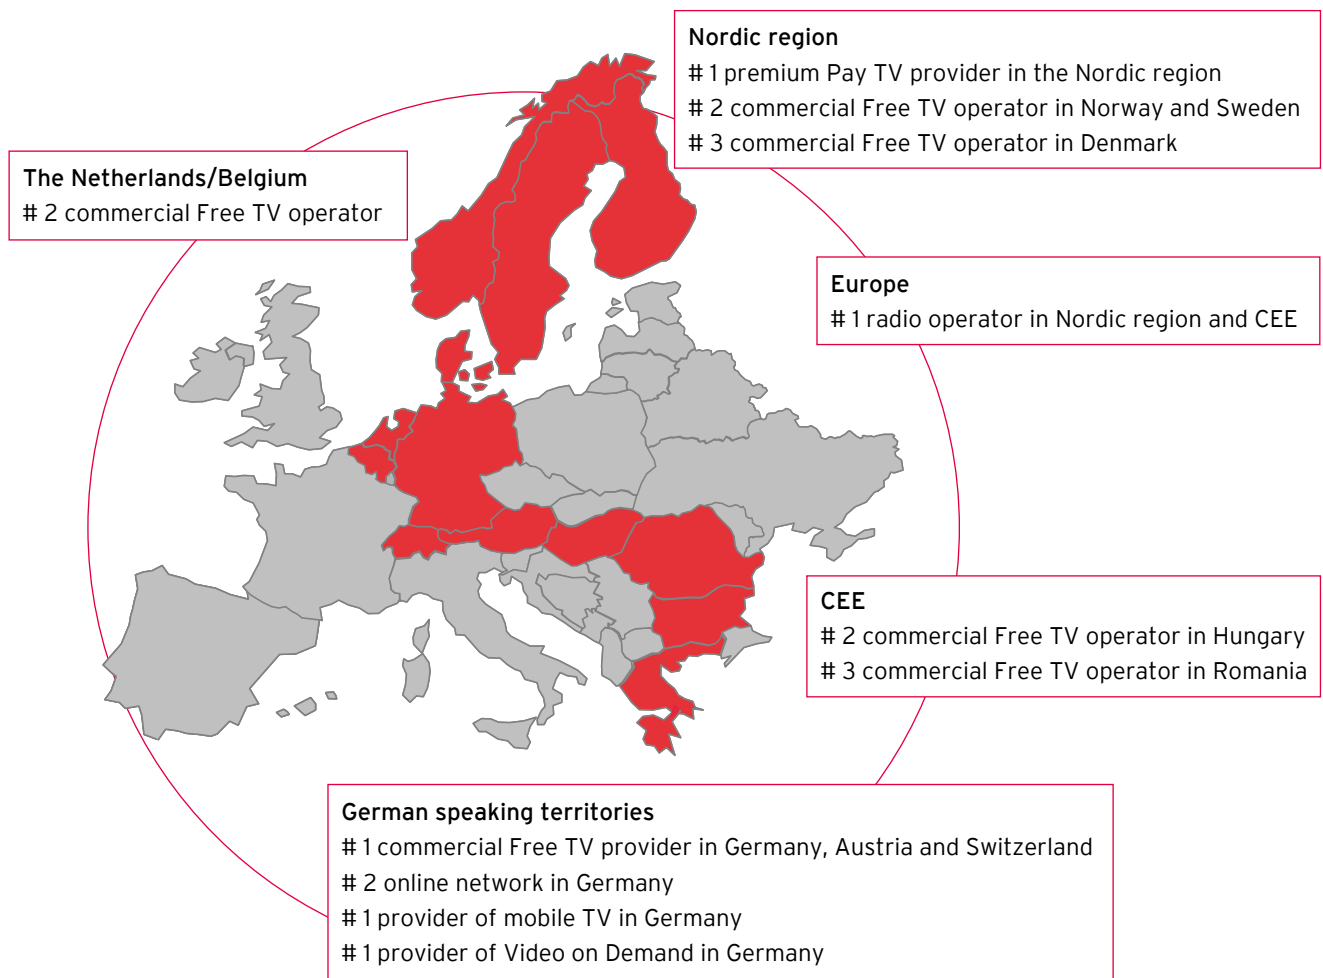 Nordic region
# 1 premium Pay TV provider in the Nordic region
# 2 commercial Free TV operator in Norway and Sweden
# 3 commercial Free TV operator in Denmark
The Netherlands/Belgium
# 2 commercial Free TV operator
Europe
# 1 radio operator in Nordic region and CEE
CEE
# 2 commercial Free TV operator in Hungary
# 3 commercial Free TV operator in Romania
German speaking territories
# 1 commercial Free TV provider in Germany, Austria and Switzerland
# 2 online network in Germany
# 1 provider of mobile TV in Germany
# 1 provider of Video on Demand in Germany